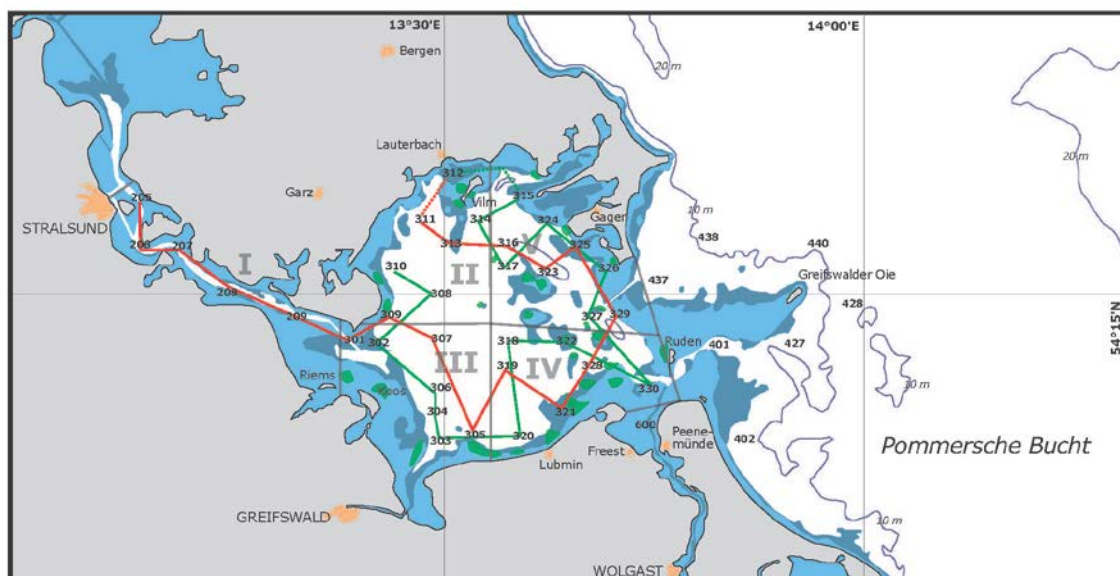 13°30'E
14°00'E
Bergen
20 m
10 m
20 m
Lauterbach
312
Garz
Vilm
315
205
STRALSUND
311
314
324
Gager
206
207
313
316
V
325
438
440
I
310
II
317
323
326
437
Greifswalder Oie
209
308
428
209
309
327
329
54°15'N
301
302
307
318
322
Ruden
401
427
III
319
IV
328
Riems
Koos
306
330
10 m
304
321
303
305
320
600
Peene-
münde
402
Pommersche Bucht
Lubmin
Freest
GREIFSWALD
10 m
WOLGAST